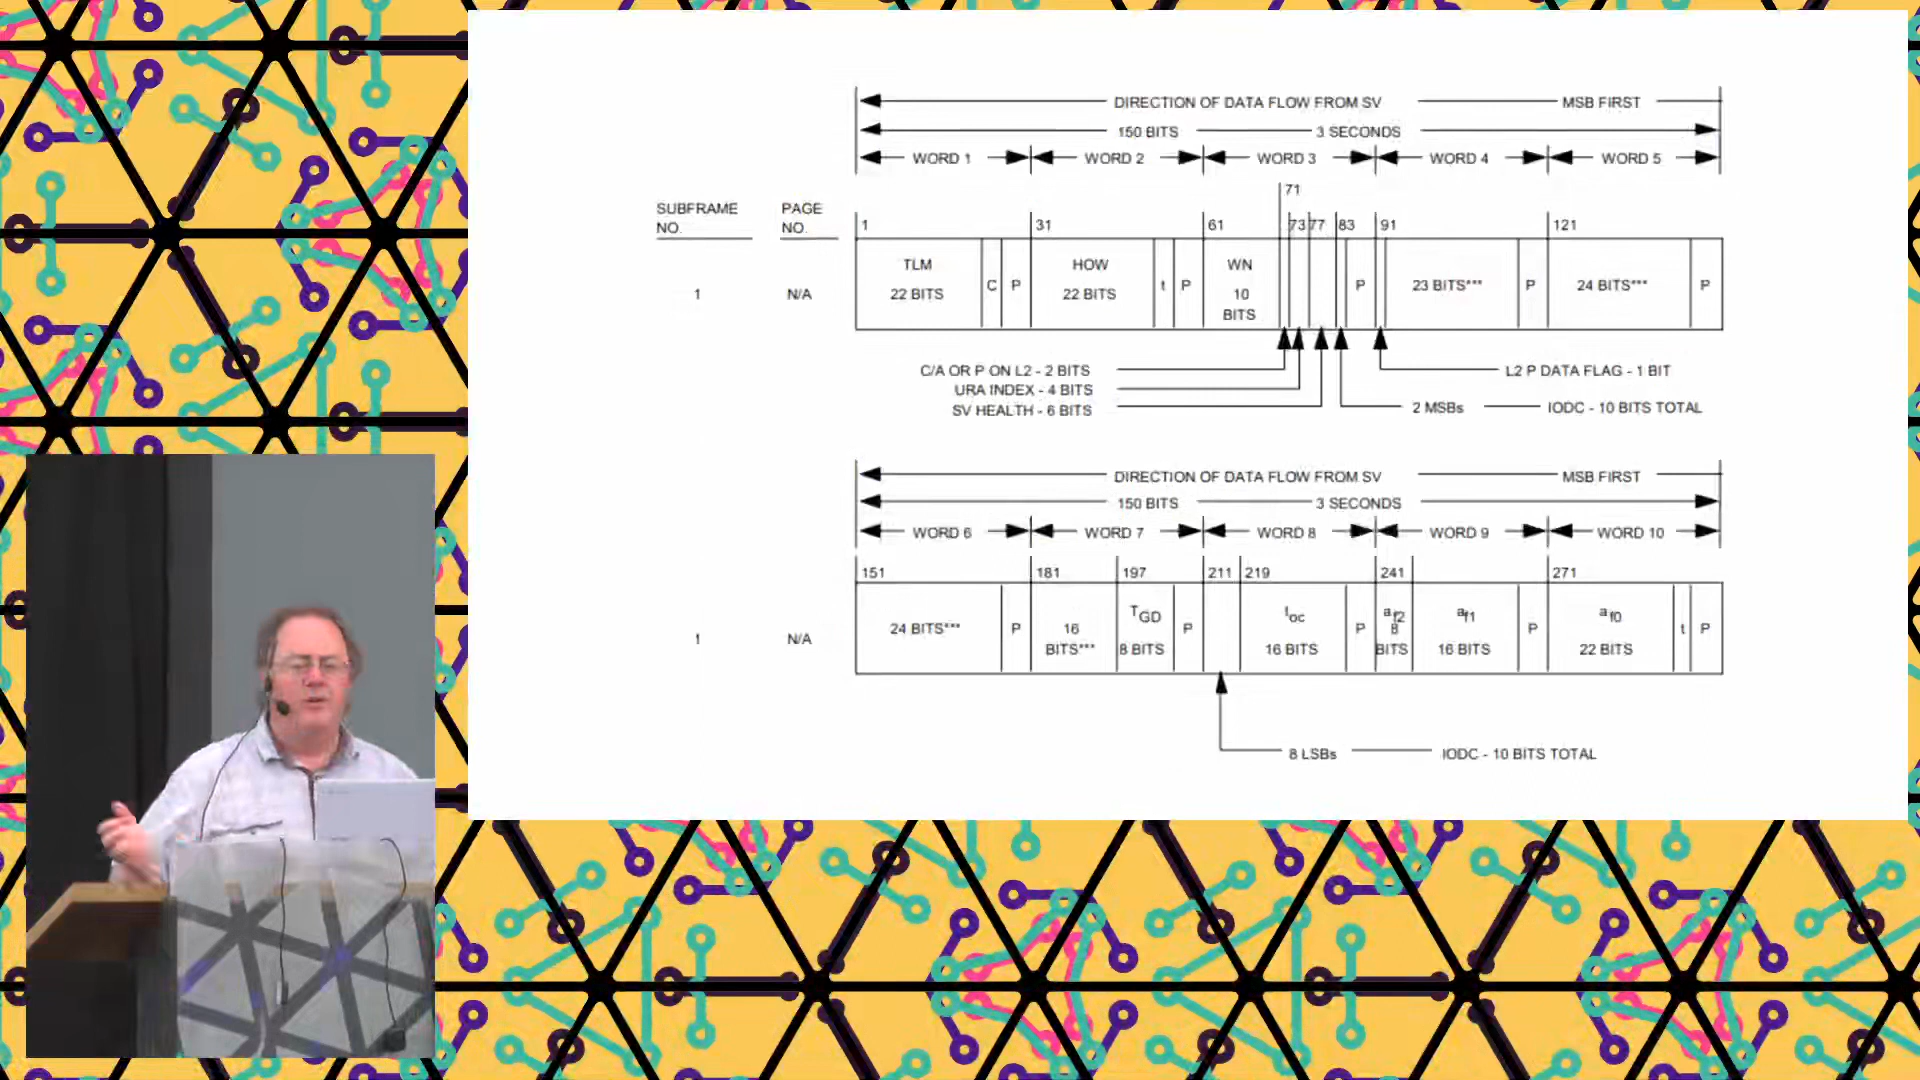 DIRECTION OF DATA FLOW FROM SV MSB FIRST
150 BITS 3 SECONDS
WORD 1 WORD 2 WORD 3 WORD 4 WORD 5
71
SUBFRAME NO. PAGE NO.
1 31 61 73 77 83 91 121
TLM HOW WN
1 N/A 22 BITS C P 22 BITS t P 10 BITS P 23 BITS*** P 24 BITS*** P
C/A OR P ON L2 - 2 BITS L2 P DATA FLAG - 1 BIT
URA INDEX - 4 BITS
SV HEALTH - 6 BITS 2 MSBs IODC - 10 BITS TOTAL
DIRECTION OF DATA FLOW FROM SV MSB FIRST
150 BITS 3 SECONDS
WORD 6 WORD 7 WORD 8 WORD 9 WORD 10
151 181 197 211 219 241 271
TGD toc af2 af1 af0
1 N/A 24 BITS*** P 16 BITS*** 8 BITS P 16 BITS P 8 BITS 16 BITS P 22 BITS t P
8 LSBs IODC - 10 BITS TOTAL